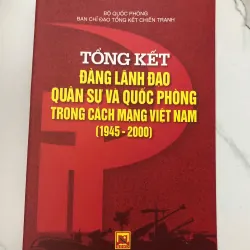 BỘ QUỐC PHÒNG
BAN CHỈ ĐẠO TỔNG KẾT CHIẾN TRANH
TỔNG KẾT
ĐẢNG LÃNH ĐẠO
QUÂN SỰ VÀ QUỐC PHÒNG
TRONG CÁCH MẠNG VIỆT NAM
(1945 - 2000)